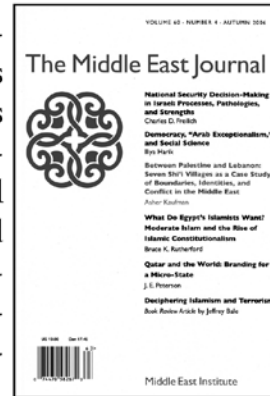 VOLUME 60 · NUMBER 4 · AUTUMN 2006
The Middle East Journal
National Security Decision-Making
in Israel: Processes, Pathologies,
and Strengths
Charles D. Freilich
Democracy, "Arab Exceptionalism,"
and Social Science
Ilya Harik
Between Palestine and Lebanon:
Seven Shi'i Villages as a Case Study
of Boundaries, Identities, and
Conflict in the Middle East
Asher Kaufman
What Do Egypt's Islamists Want?
Moderate Islam and the Rise of
Islamic Constitutionalism
Bruce K. Rutherford
Qatar and the World: Branding for
a Micro-State
J. E. Peterson
Deciphering Islamism and Terrorism
Book Review Article by Jeffrey Bale
Middle East Institute